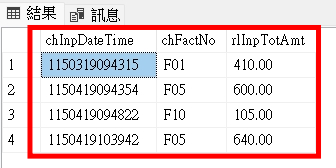 結果 訊息
chInpDateTime chFactNo rlInpTotAmt
1 1150319094315 F01 410.00
2 1150419094354 F05 600.00
3 1150419094822 F10 105.00
4 1150419103942 F05 640.00